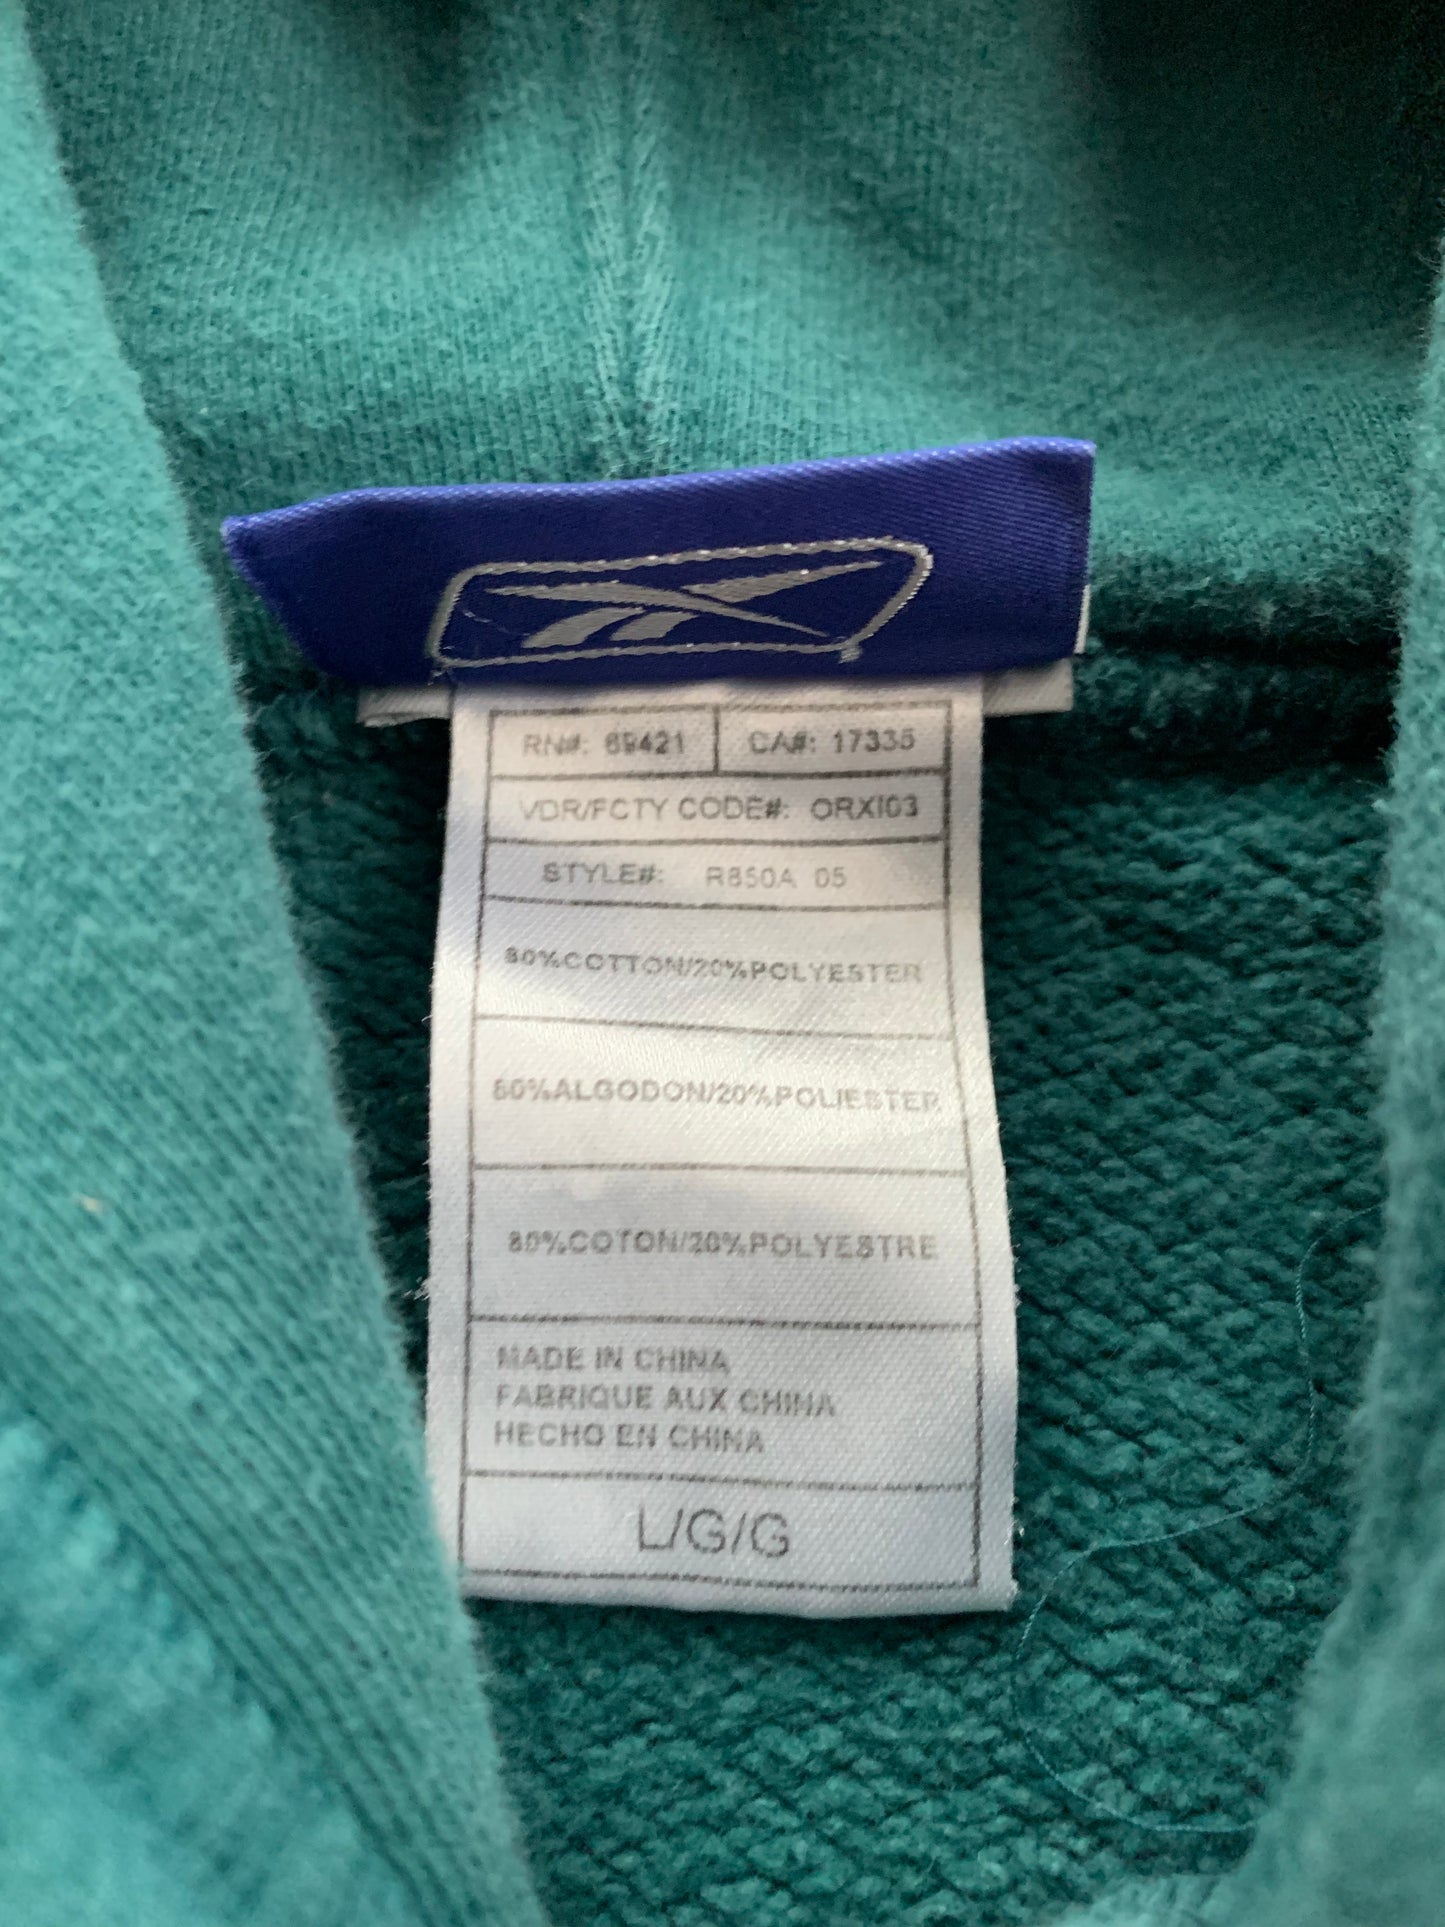 RN#: 69421 CA#: 17335
VDR/FCTY CODE#: ORXI03
STYLE#: R850A 05
80%COTTON/20%POLYESTER
80%ALGODON/20%POLIESTER
80%COTON/20%POLYESTRE
MADE IN CHINA
FABRIQUE AUX CHINA
HECHO EN CHINA
L/G/G